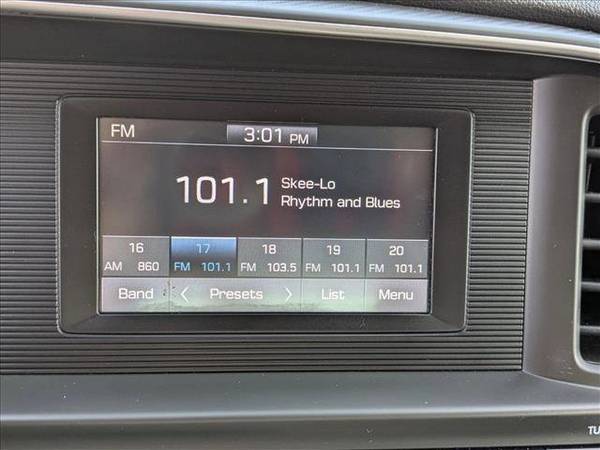 FM 3:01 PM
101.1 Skee-Lo
Rhythm and Blues
16 17 18 19 20
AM 860 FM 101.1 FM 103.5 FM 101.1 FM 101.1
Band < Presets > List Menu
TU